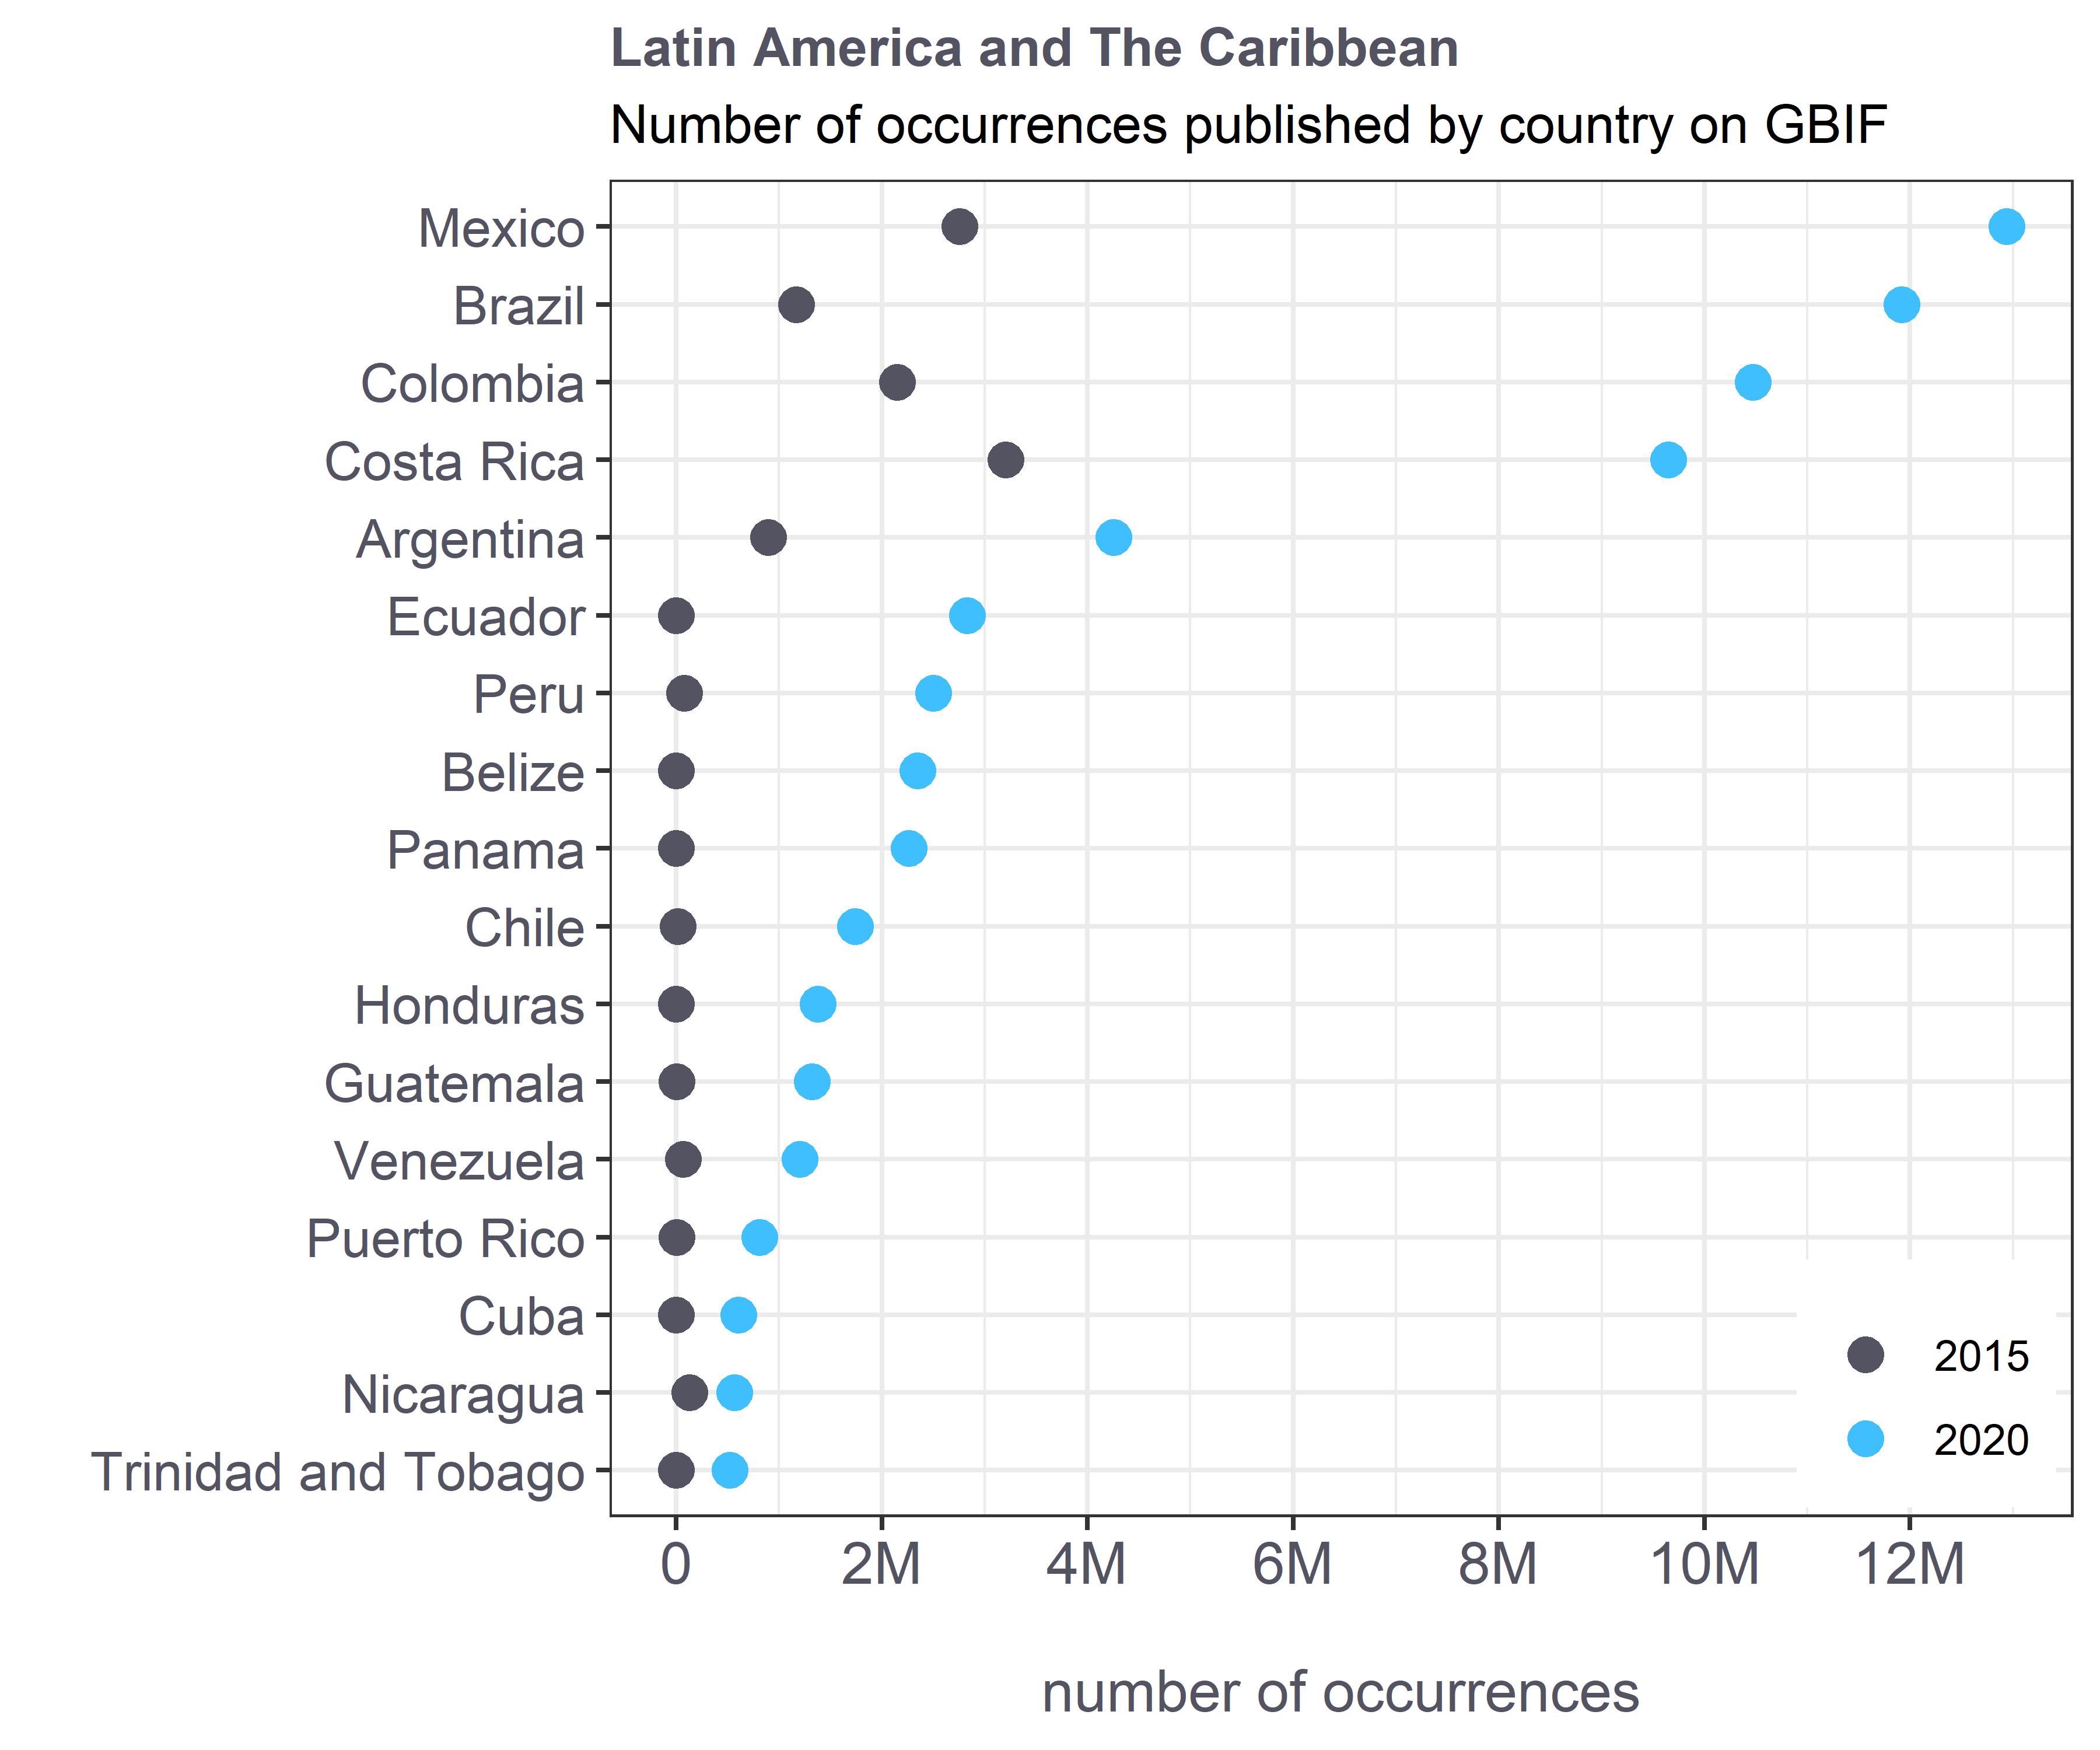 Latin America and The Caribbean
Number of occurrences published by country on GBIF
Mexico
Brazil
Colombia
Costa Rica
Argentina
Ecuador
Peru
Belize
Panama
Chile
Honduras
Guatemala
Venezuela
Puerto Rico
Cuba
Nicaragua
Trinidad and Tobago
2015
2020
0 2M 4M 6M 8M 10M 12M
number of occurrences